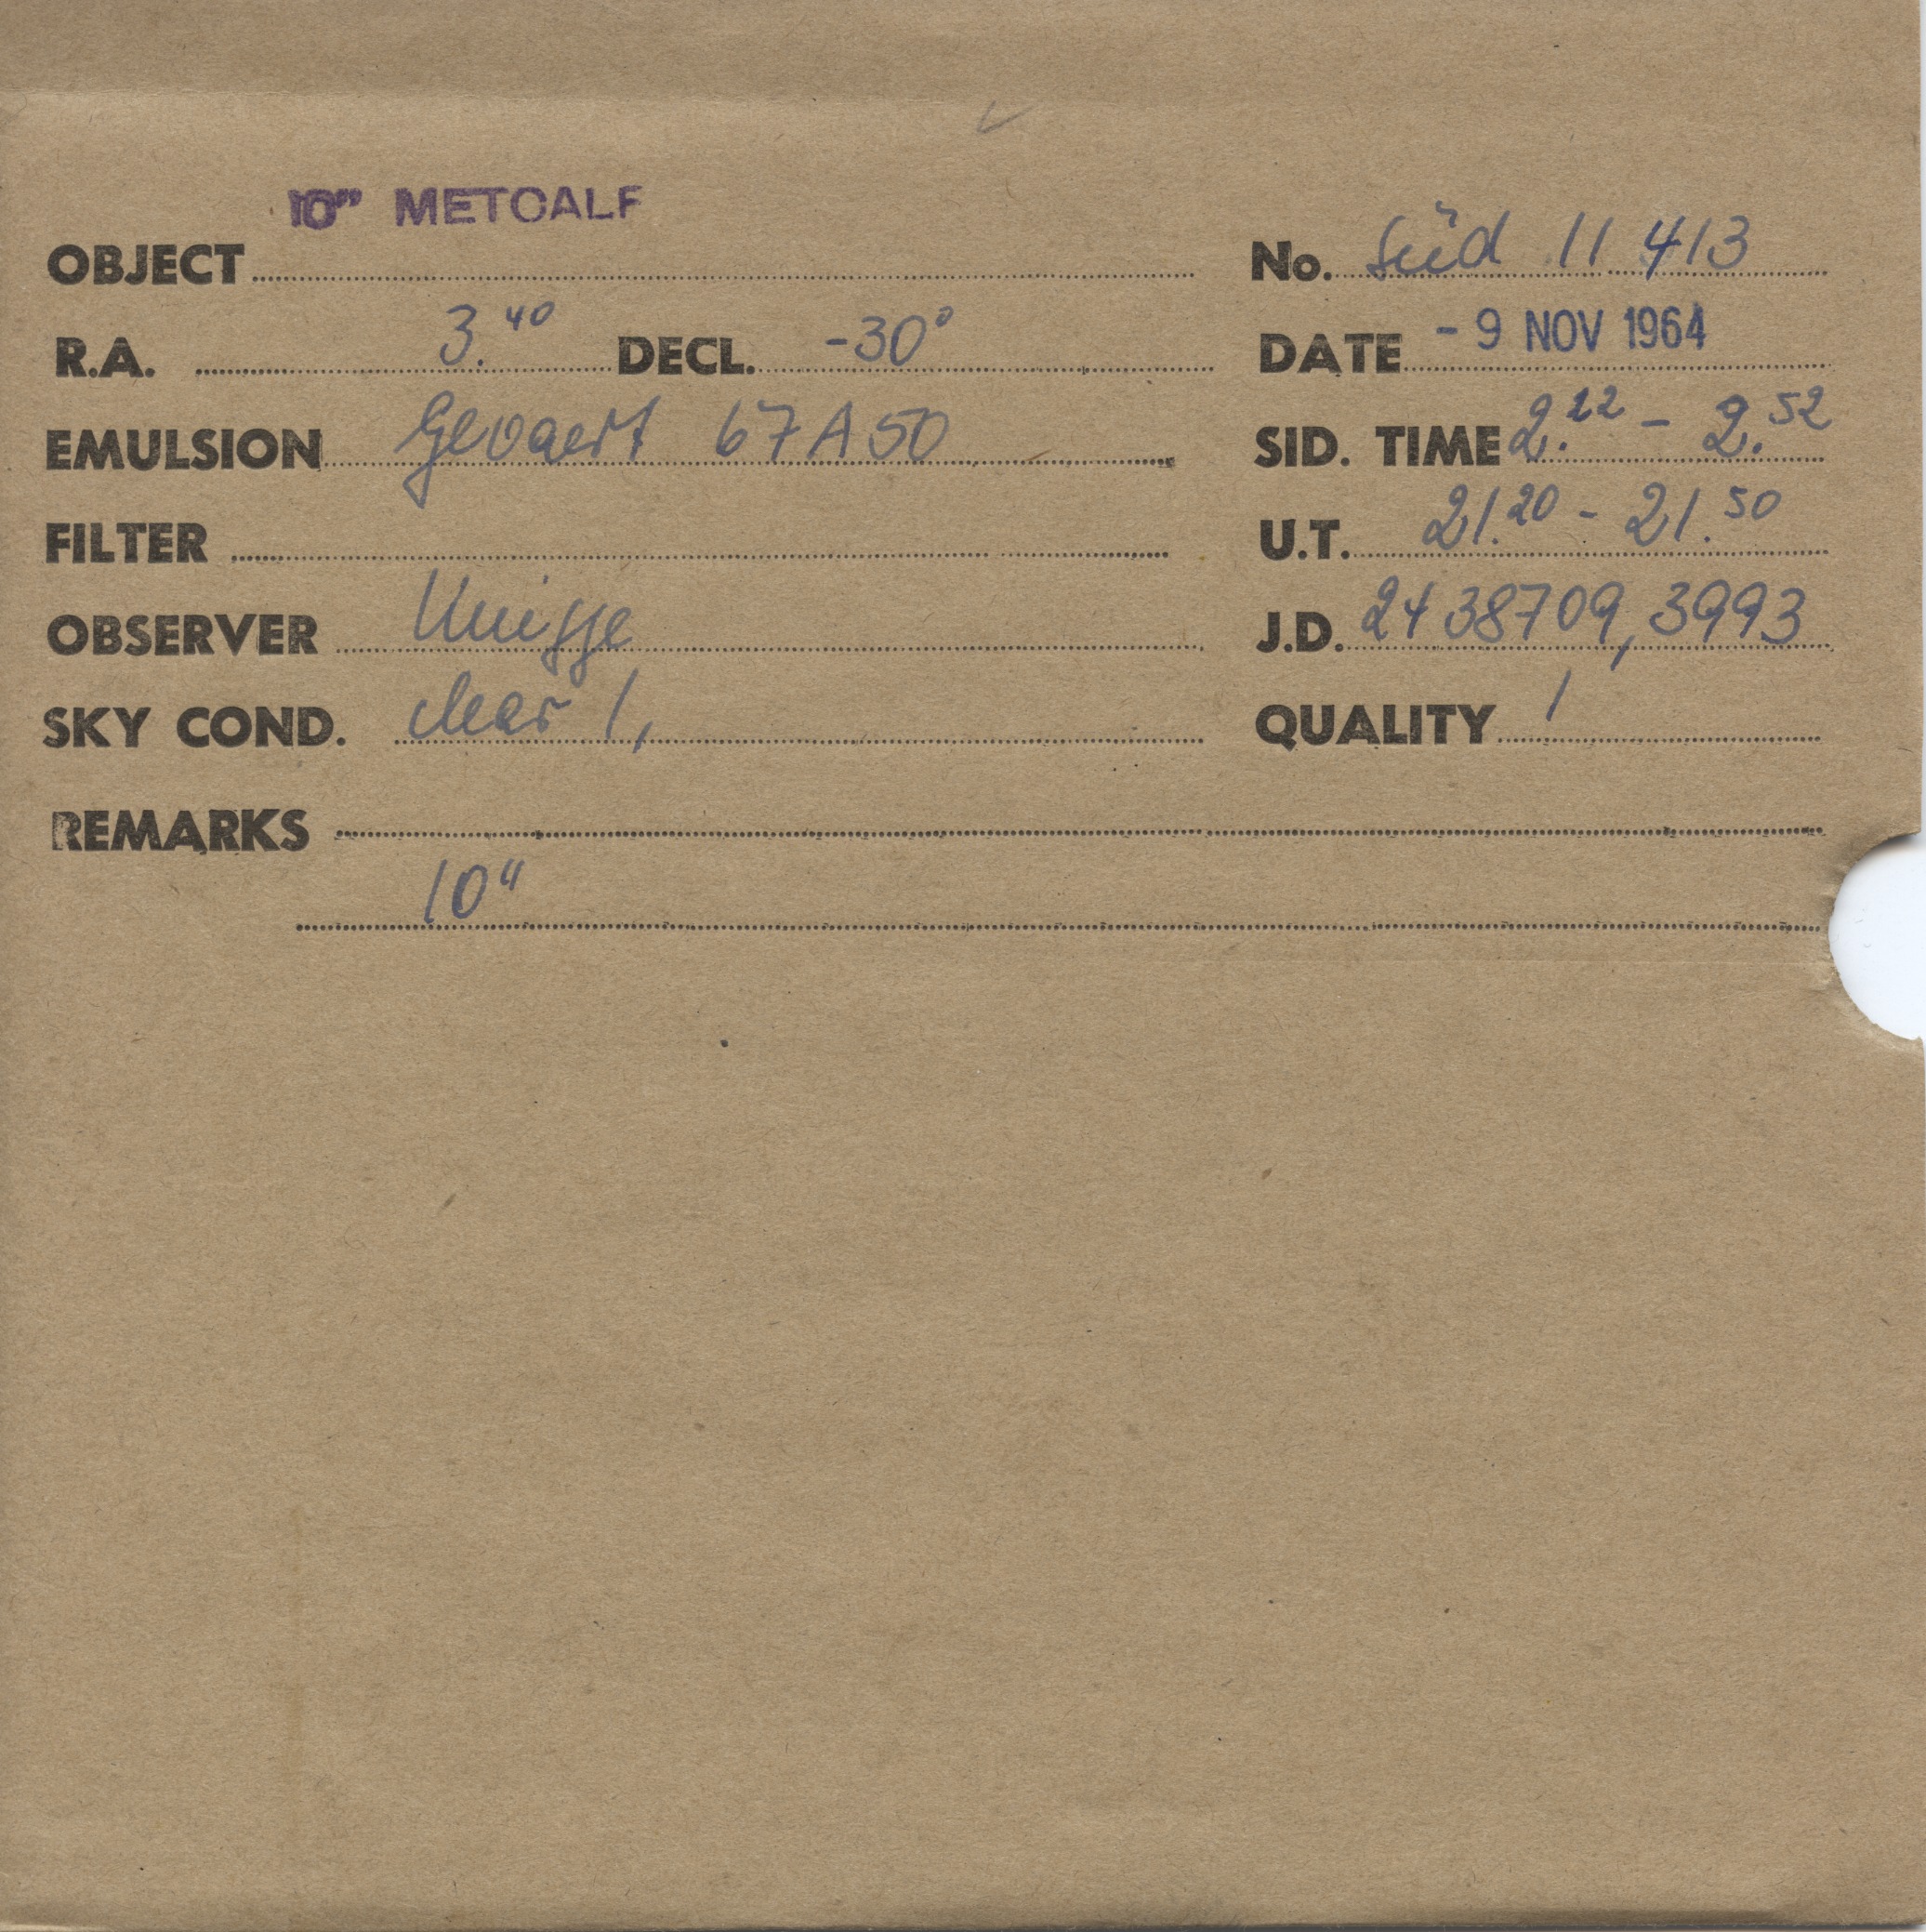 10" METCALF
OBJECT No. Süd 11 413
R.A. 3.40 DECL. -30° DATE - 9 NOV 1964
EMULSION Gevaert 67A50 SID. TIME 2.22 - 2.52
FILTER U.T. 21.20 - 21.50
OBSERVER J.D. 2438709,3993
SKY COND. clear 1, QUALITY 1
REMARKS
10"